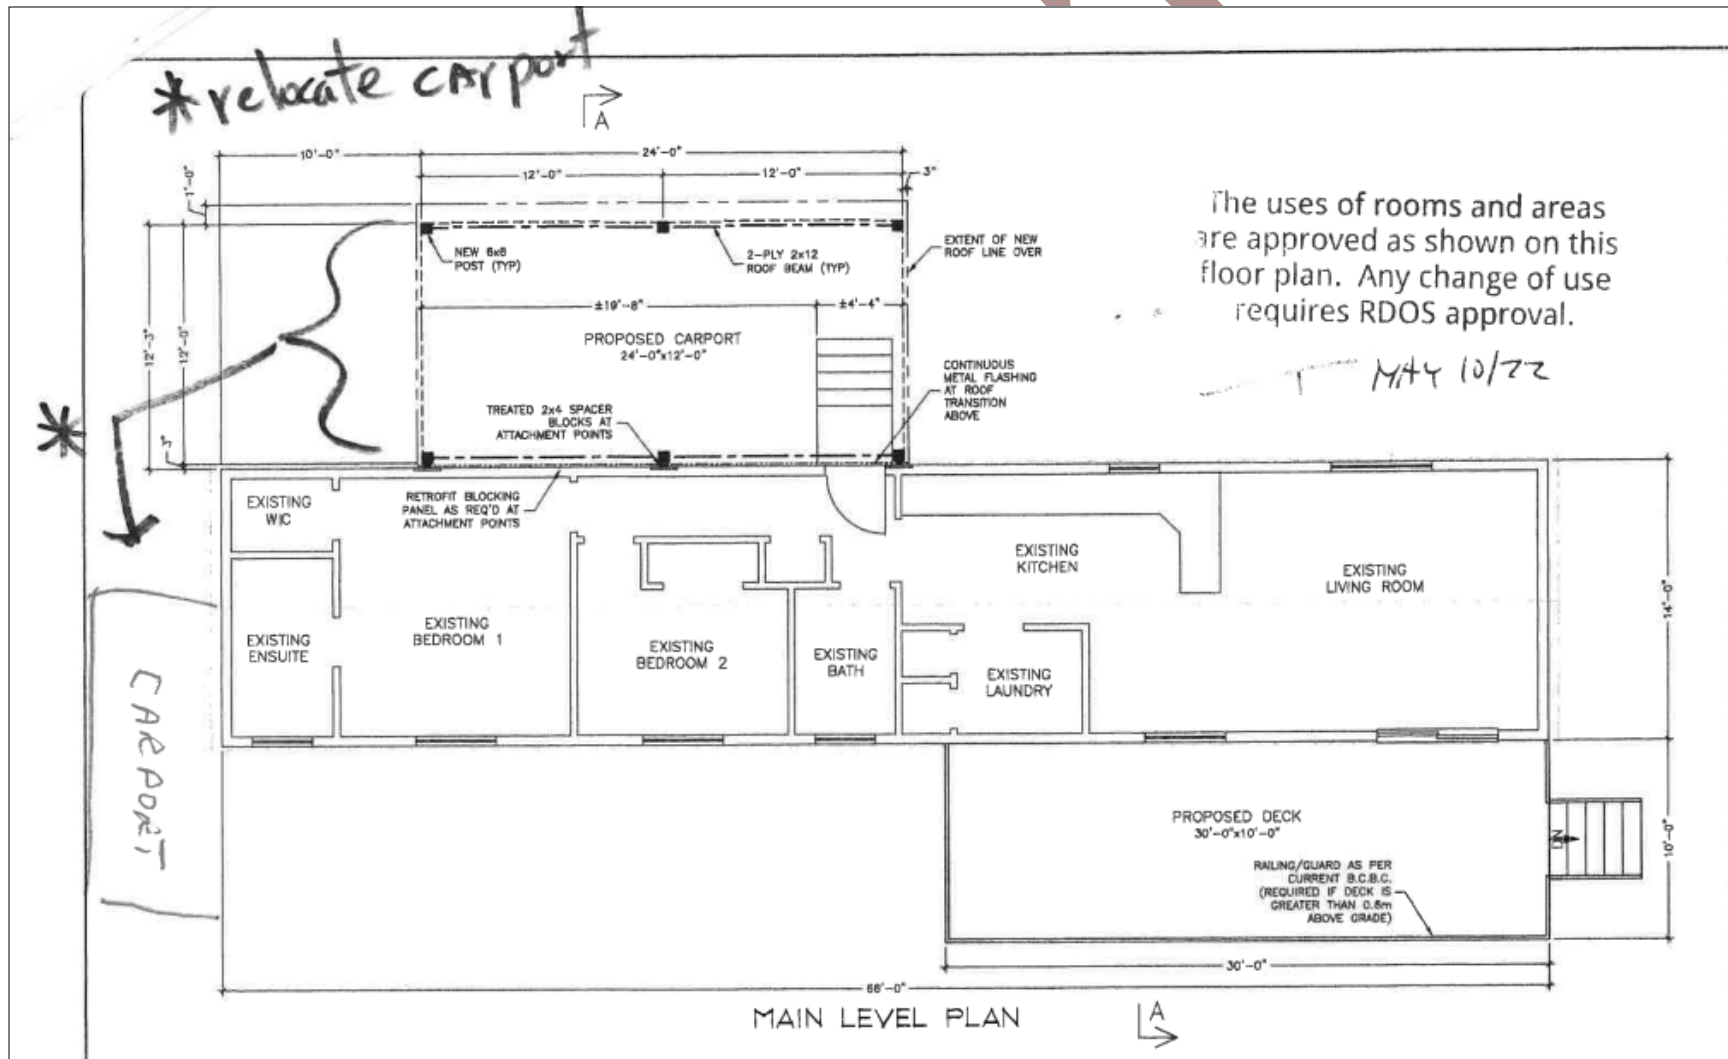 *relocate carport
A
10'-0"
24'-0"
12'-0"
12'-0"
3"
1'-0"
The uses of rooms and areas
are approved as shown on this
floor plan. Any change of use
requires RDOS approval.
MAY 10/22
NEW 6x6
POST (TYP)
2-PLY 2x12
ROOF BEAM (TYP)
EXTENT OF NEW
ROOF LINE OVER
±19'-8"
±4'-4"
12'-3"
12'-0"
3"
PROPOSED CARPORT
24'-0"x12'-0"
CONTINUOUS
METAL FLASHING
AT ROOF
TRANSITION
ABOVE
TREATED 2x4 SPACER
BLOCKS AT
ATTACHMENT POINTS
*
RETROFIT BLOCKING
PANEL AS REQ'D AT
ATTACHMENT POINTS
EXISTING
WIC
EXISTING
KITCHEN
EXISTING
LIVING ROOM
14'-0"
EXISTING
ENSUITE
EXISTING
BEDROOM 1
EXISTING
BEDROOM 2
EXISTING
BATH
EXISTING
LAUNDRY
CARPORT
PROPOSED DECK
30'-0"x10'-0"
DN
10'-0"
RAILING/GUARD AS PER
CURRENT B.C.B.C.
(REQUIRED IF DECK IS
GREATER THAN 0.6m
ABOVE GRADE)
30'-0"
66'-0"
MAIN LEVEL PLAN
A